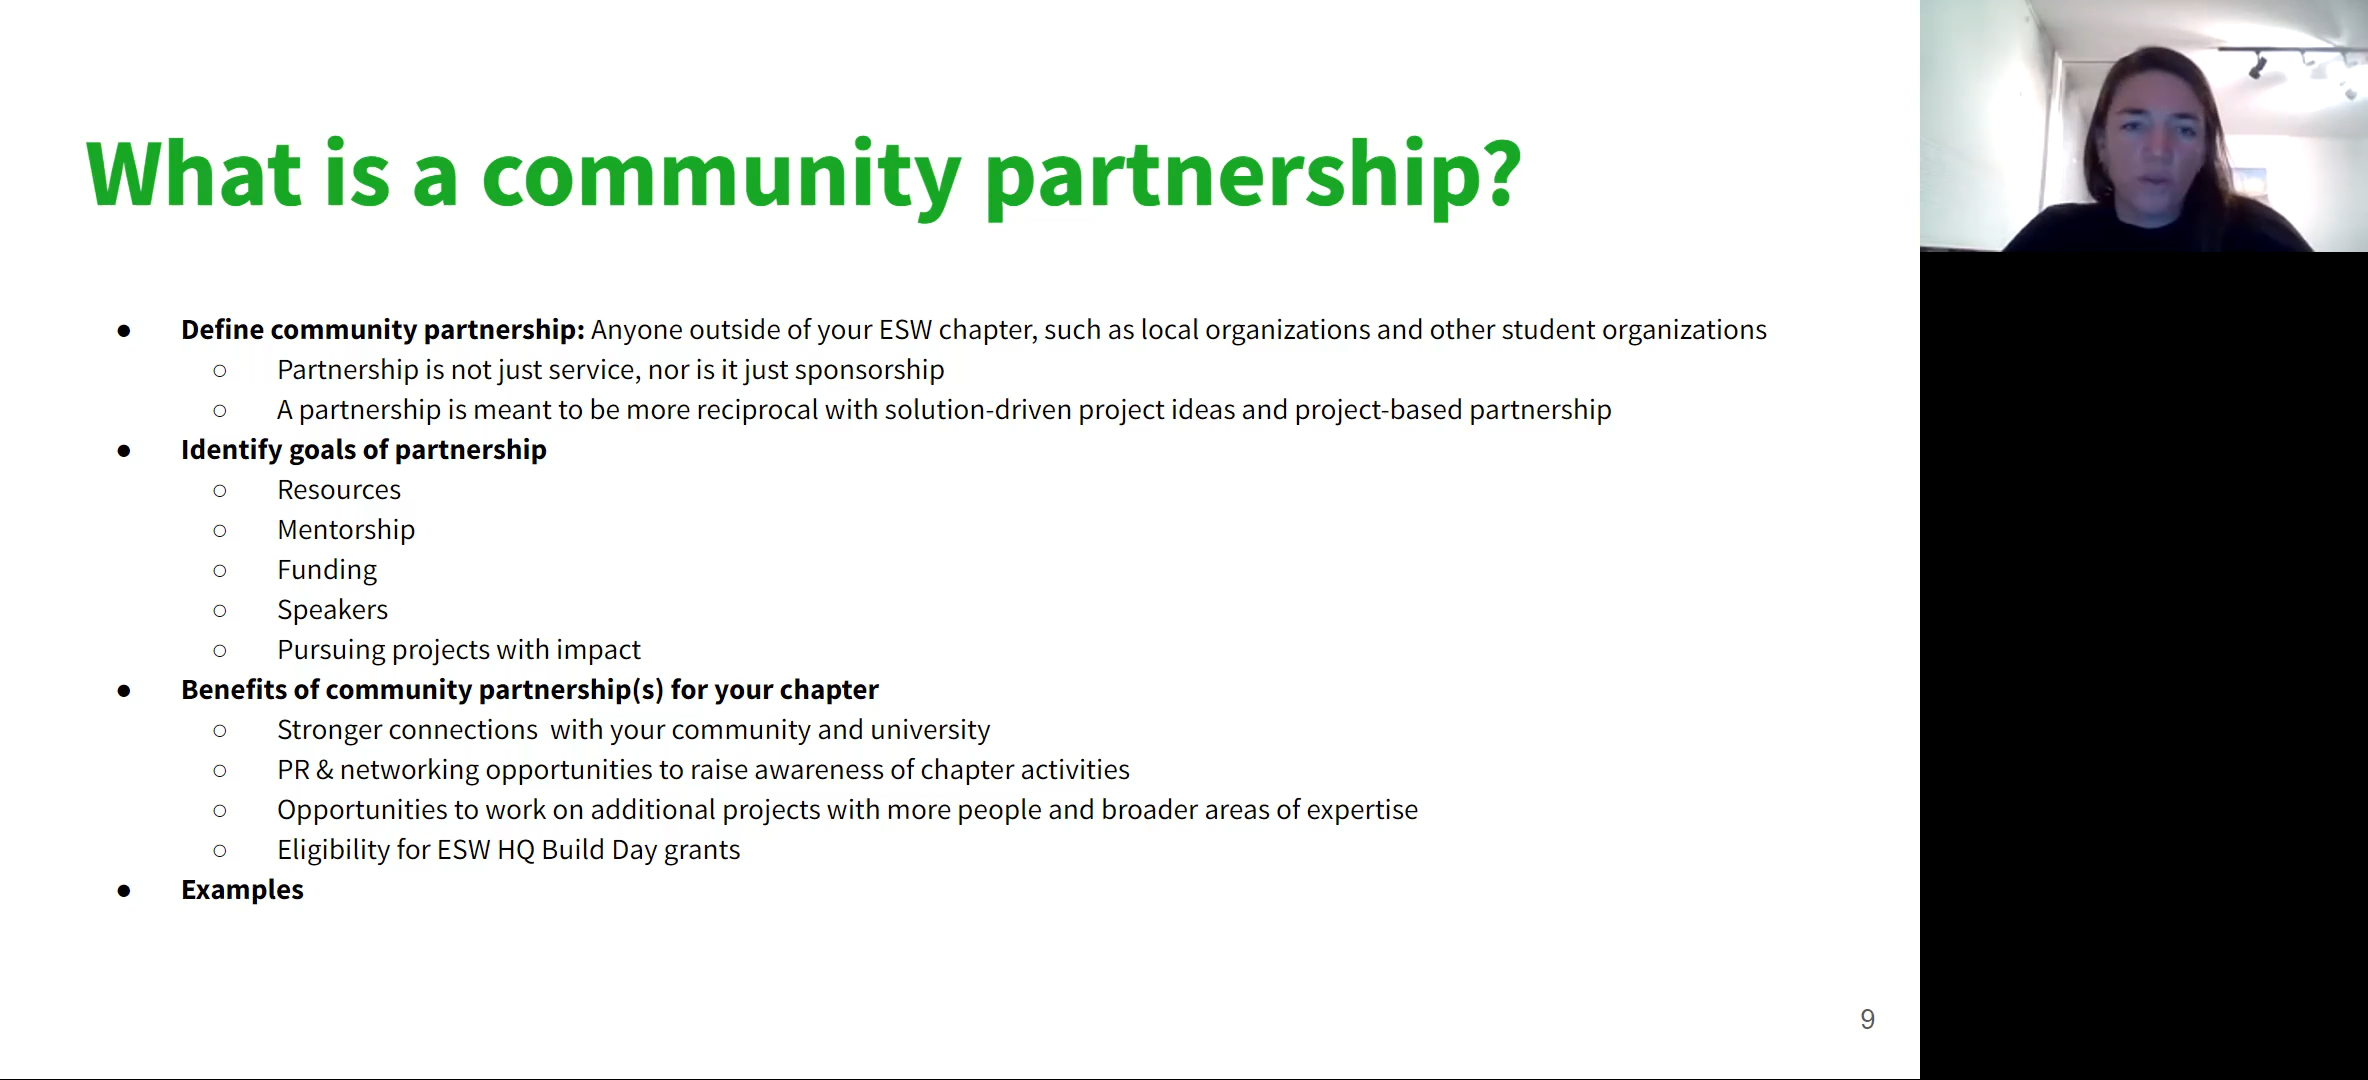 What is a community partnership?
● Define community partnership: Anyone outside of your ESW chapter, such as local organizations and other student organizations
○ Partnership is not just service, nor is it just sponsorship
○ A partnership is meant to be more reciprocal with solution-driven project ideas and project-based partnership
● Identify goals of partnership
○ Resources
○ Mentorship
○ Funding
○ Speakers
○ Pursuing projects with impact
● Benefits of community partnership(s) for your chapter
○ Stronger connections  with your community and university
○ PR & networking opportunities to raise awareness of chapter activities
○ Opportunities to work on additional projects with more people and broader areas of expertise
○ Eligibility for ESW HQ Build Day grants
● Examples
9